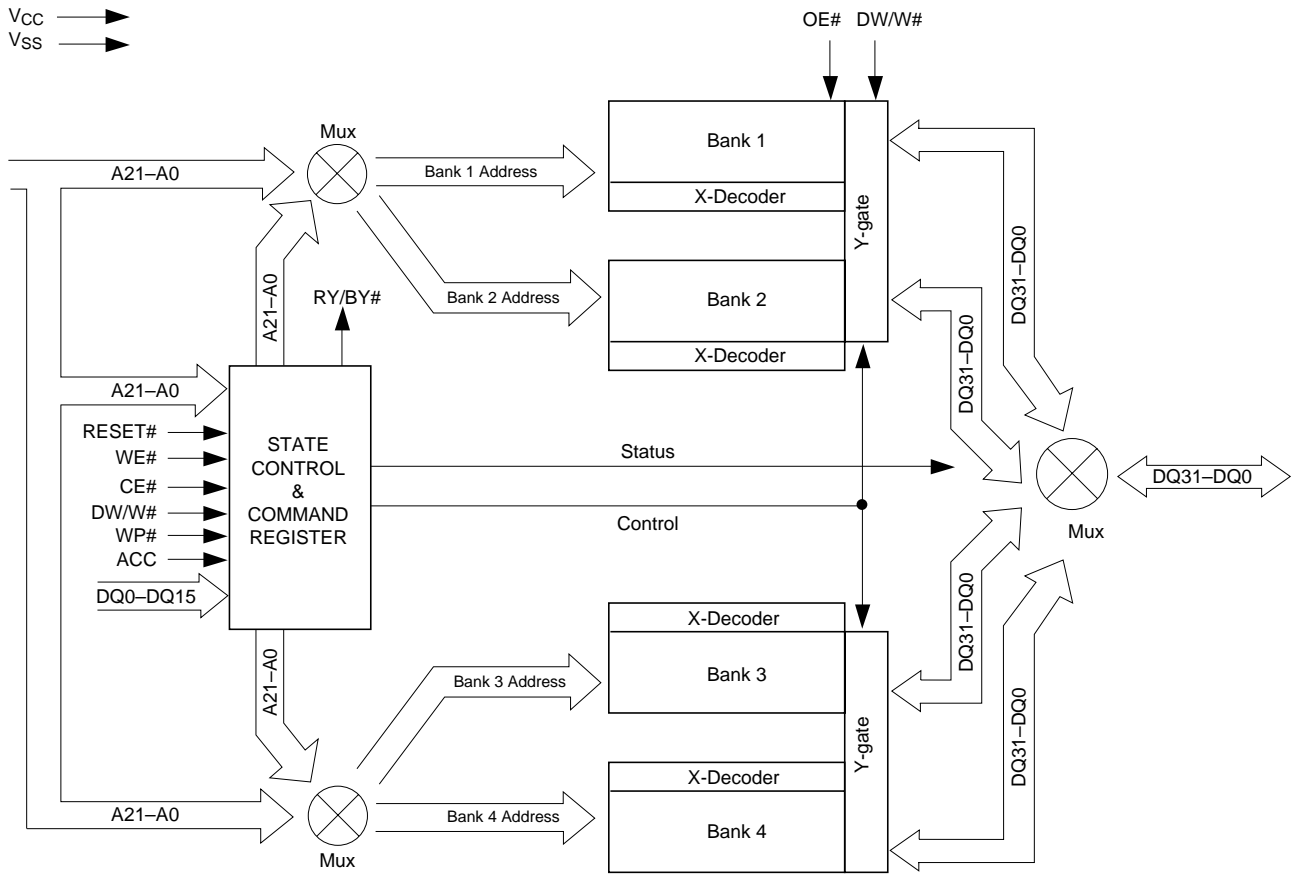 VCC
VSS
OE# DW/W#
Mux
Bank 1
A21–A0
Bank 1 Address
X-Decoder
Y-gate
DQ31–DQ0
A21–A0
RY/BY#
Bank 2 Address
Bank 2
X-Decoder
DQ31–DQ0
A21–A0
RESET#
WE#
CE#
DW/W#
WP#
ACC
DQ0–DQ15
STATE
CONTROL
&
COMMAND
REGISTER
Status
Control
DQ31–DQ0
Mux
X-Decoder
Bank 3
Bank 3 Address
A21–A0
Y-gate
DQ31–DQ0
DQ31–DQ0
X-Decoder
Bank 4
Bank 4 Address
A21–A0
Mux